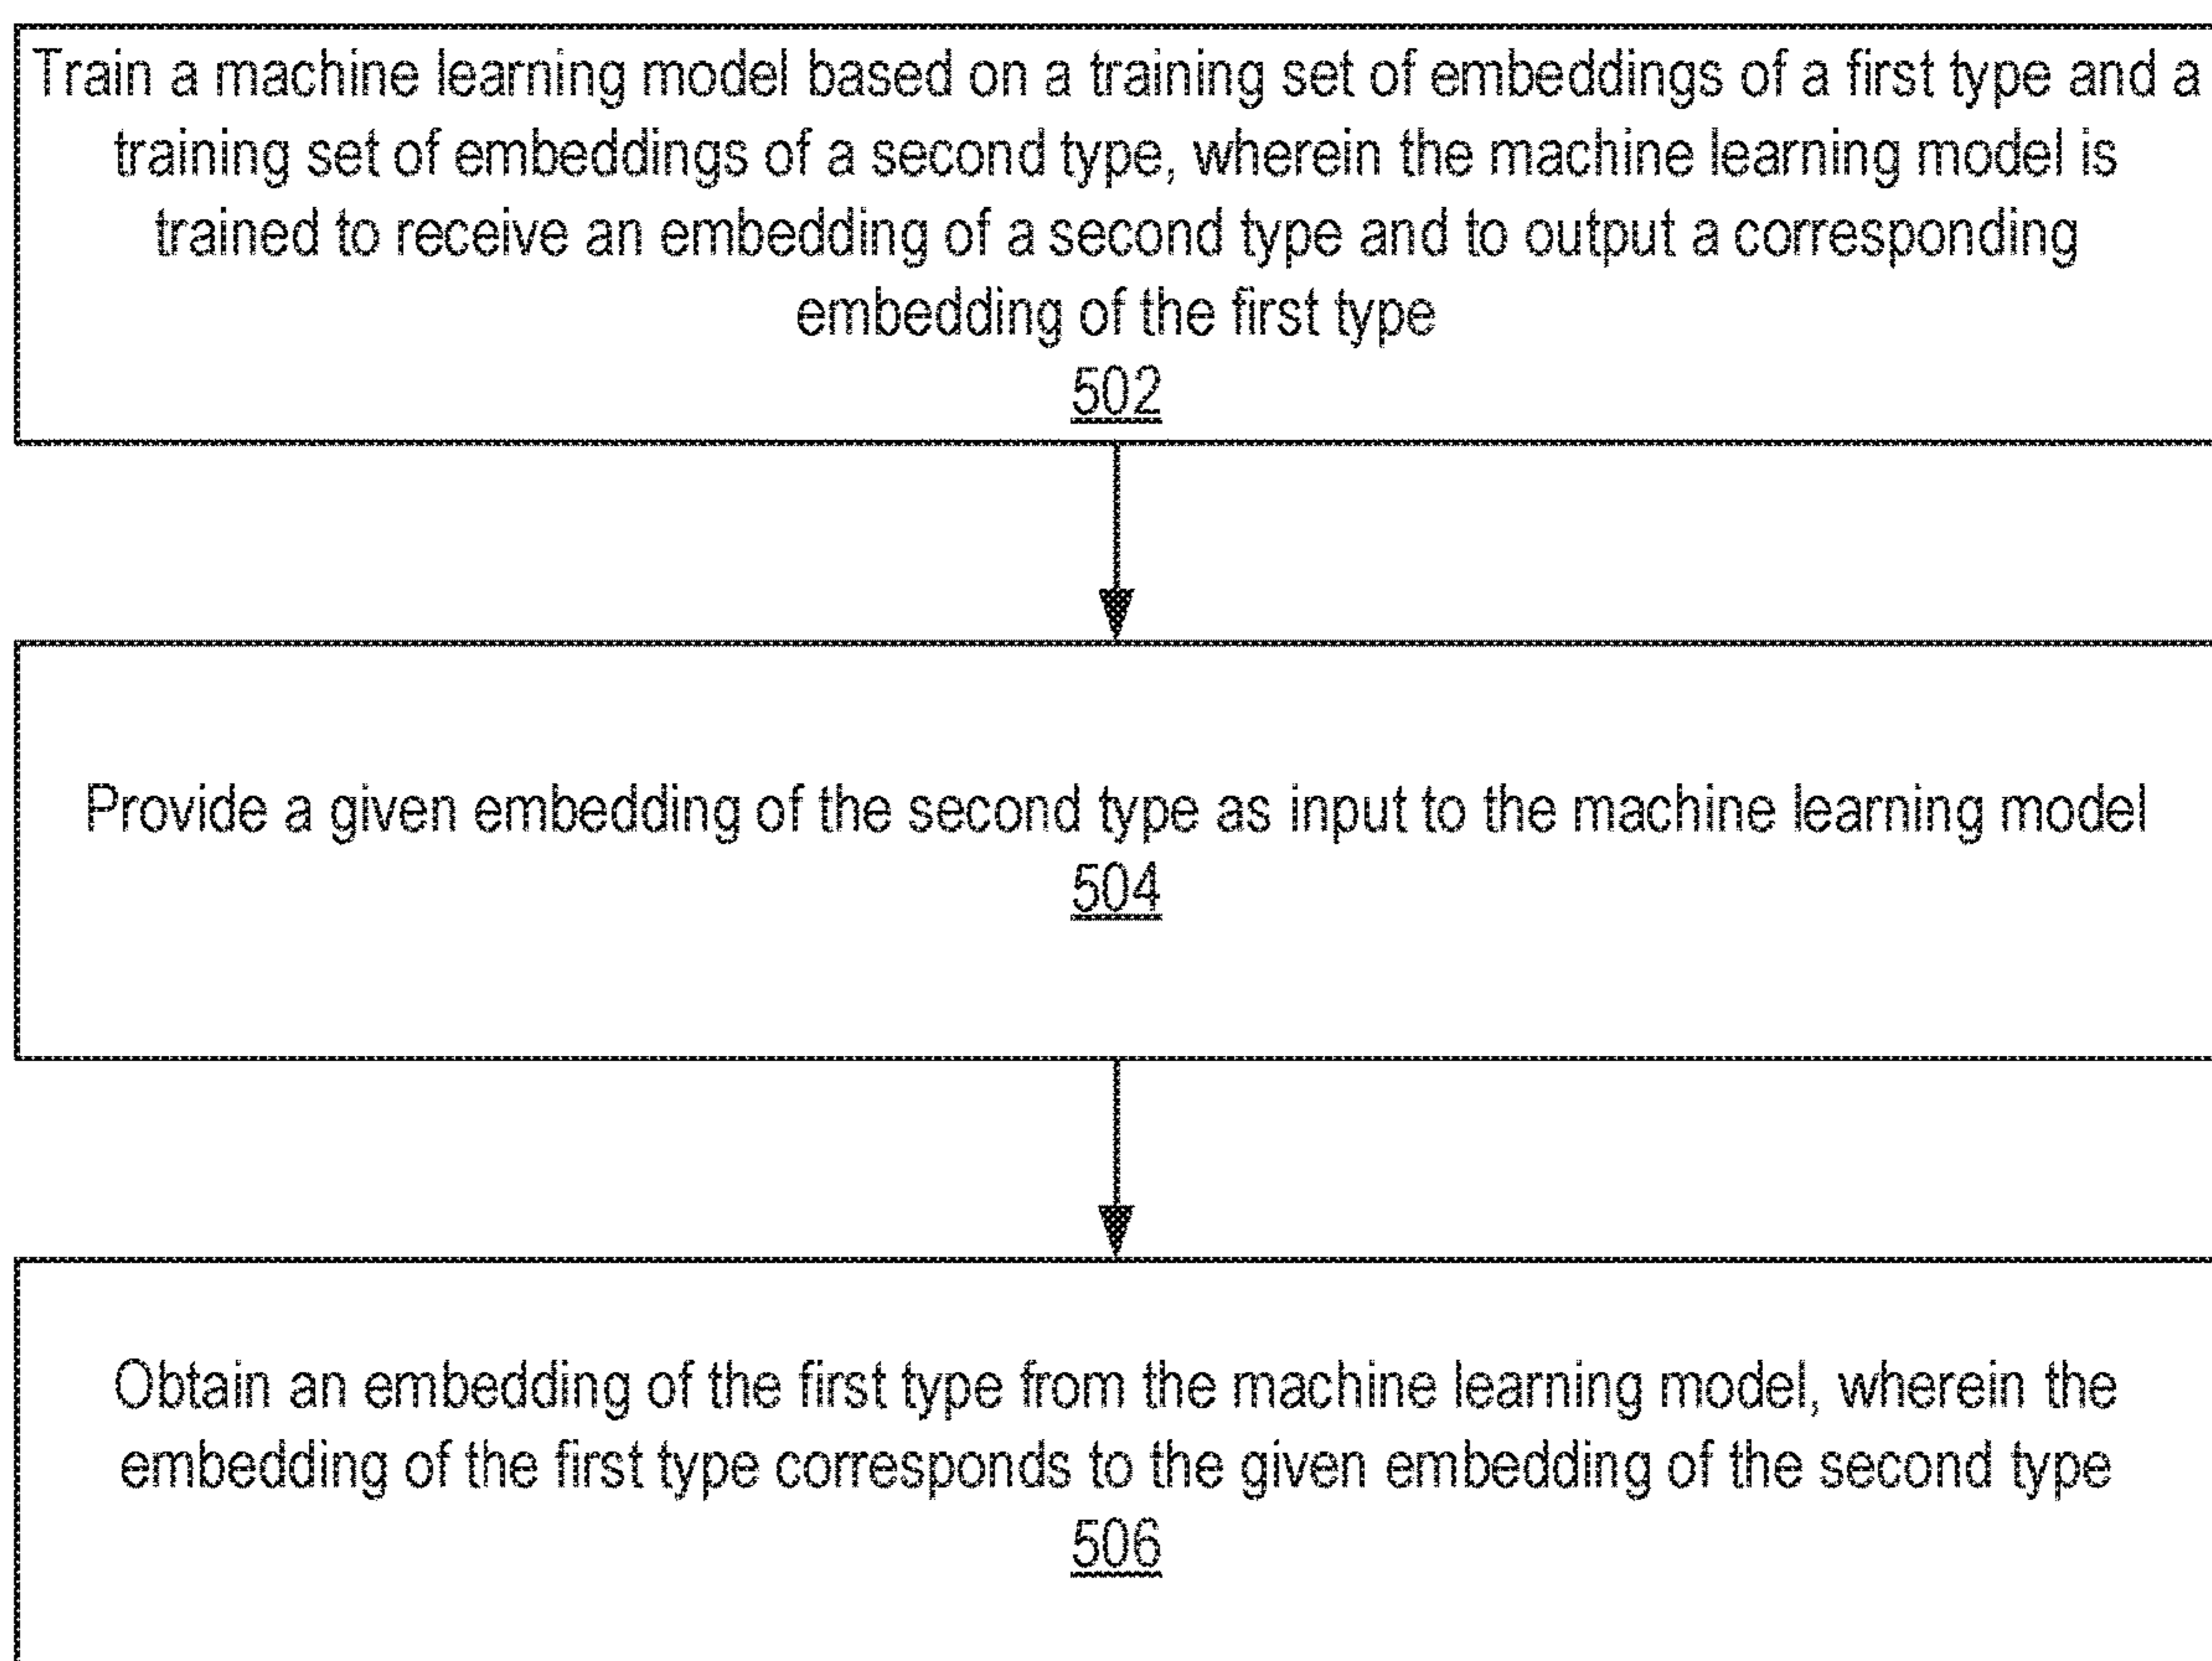 Train a machine learning model based on a training set of embeddings of a first type and a
training set of embeddings of a second type, wherein the machine learning model is
trained to receive an embedding of a second type and to output a corresponding
embedding of the first type
502
Provide a given embedding of the second type as input to the machine learning model
504
Obtain an embedding of the first type from the machine learning model, wherein the
embedding of the first type corresponds to the given embedding of the second type
506